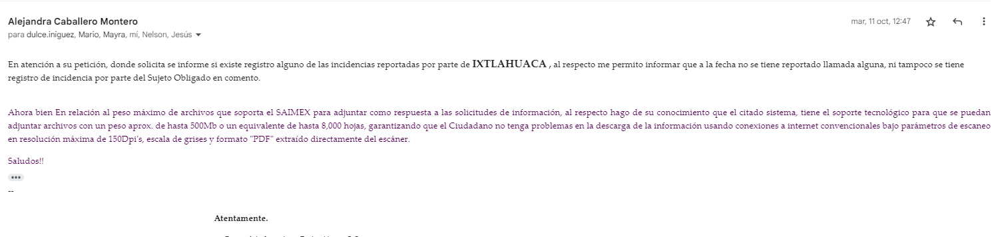 Alejandra Caballero Montero
mar, 11 oct, 12:47
para dulce.iniguez, Mario, Mayra, mí, Nelson, Jesús
En atención a su petición, donde solicita se informe si existe registro alguno de las incidencias reportadas por parte de IXTLAHUACA , al respecto me permito informar que a la fecha no se tiene reportado llamada alguna, ni tampoco se tiene
registro de incidencia por parte del Sujeto Obligado en comento.
Ahora bien En relación al peso máximo de archivos que soporta el SAIMEX para adjuntar como respuesta a las solicitudes de información, al respecto hago de su conocimiento que el citado sistema, tiene el soporte tecnológico para que se puedan
adjuntar archivos con un peso aprox. de hasta 500Mb o un equivalente de hasta 8,000 hojas, garantizando que el Ciudadano no tenga problemas en la descarga de la información usando conexiones a internet convencionales bajo parámetros de escaneo
en resolución máxima de 150Dpi's, escala de grises y formato "PDF" extraído directamente del escáner.
Saludos!!
--
Atentamente.